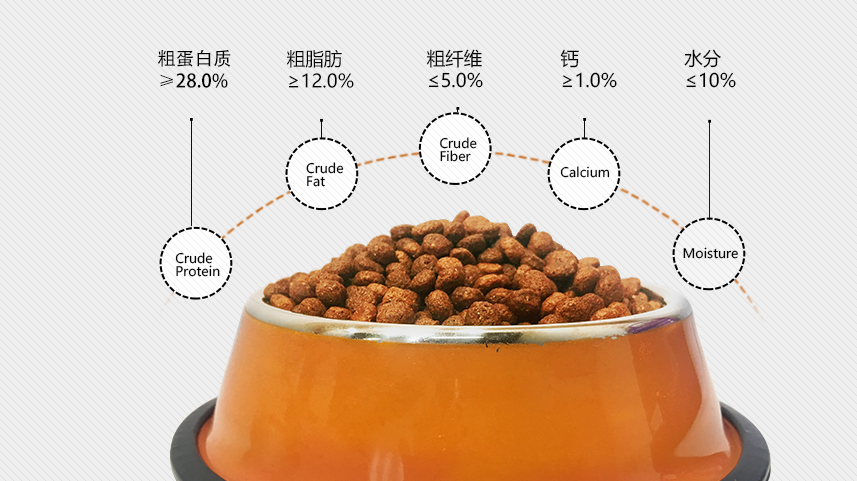 粗蛋白质
≥28.0%
粗脂肪
≥12.0%
粗纤维
≤5.0%
钙
≥1.0%
水分
≤10%
Crude
Protein
Crude
Fat
Crude
Fiber
Calcium
Moisture